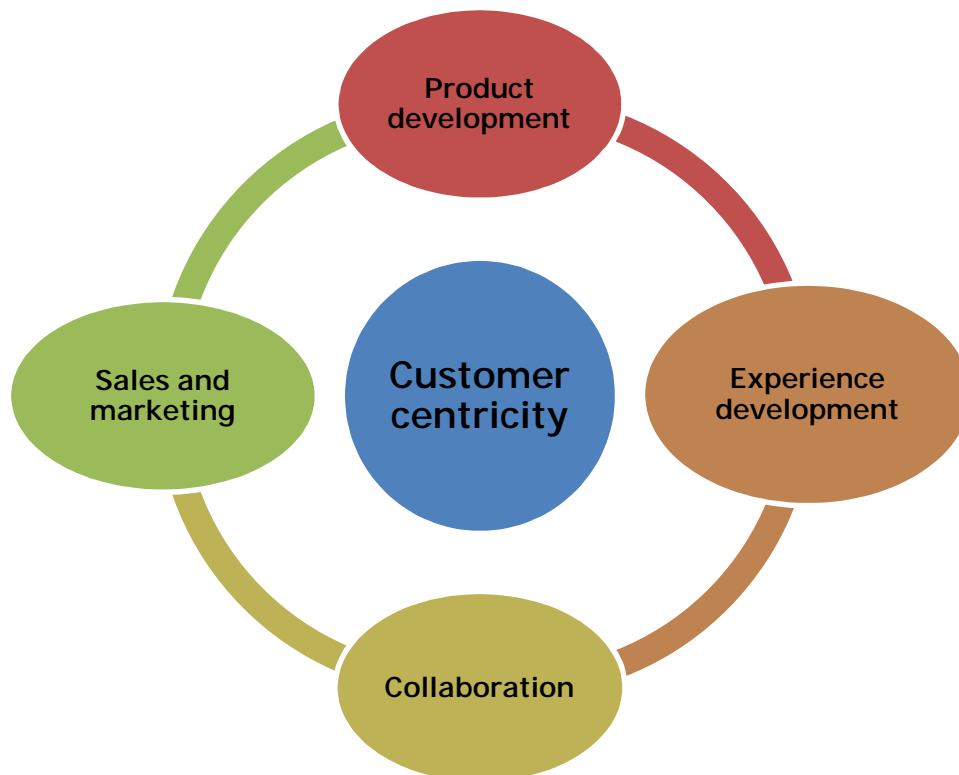 Product
development
Customer
centricity
Experience
development
Sales and
marketing
Collaboration